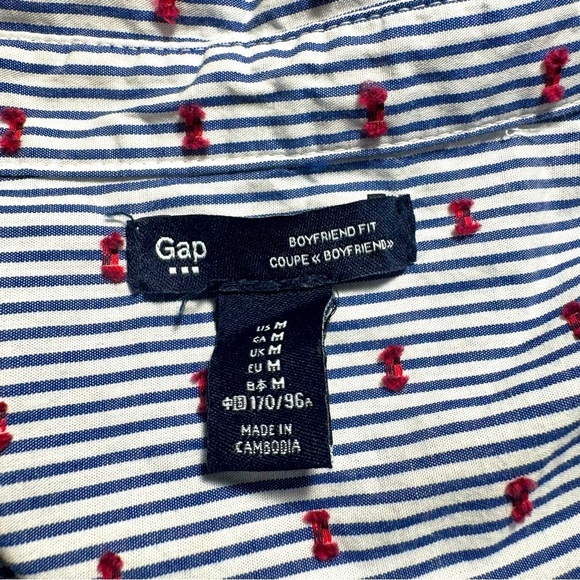 Gap
BOYFRIEND FIT
COUPE « BOYFRIEND»
US M
CA M
UK M
EU M
日本 M
中国 170/96A
MADE IN
CAMBODIA